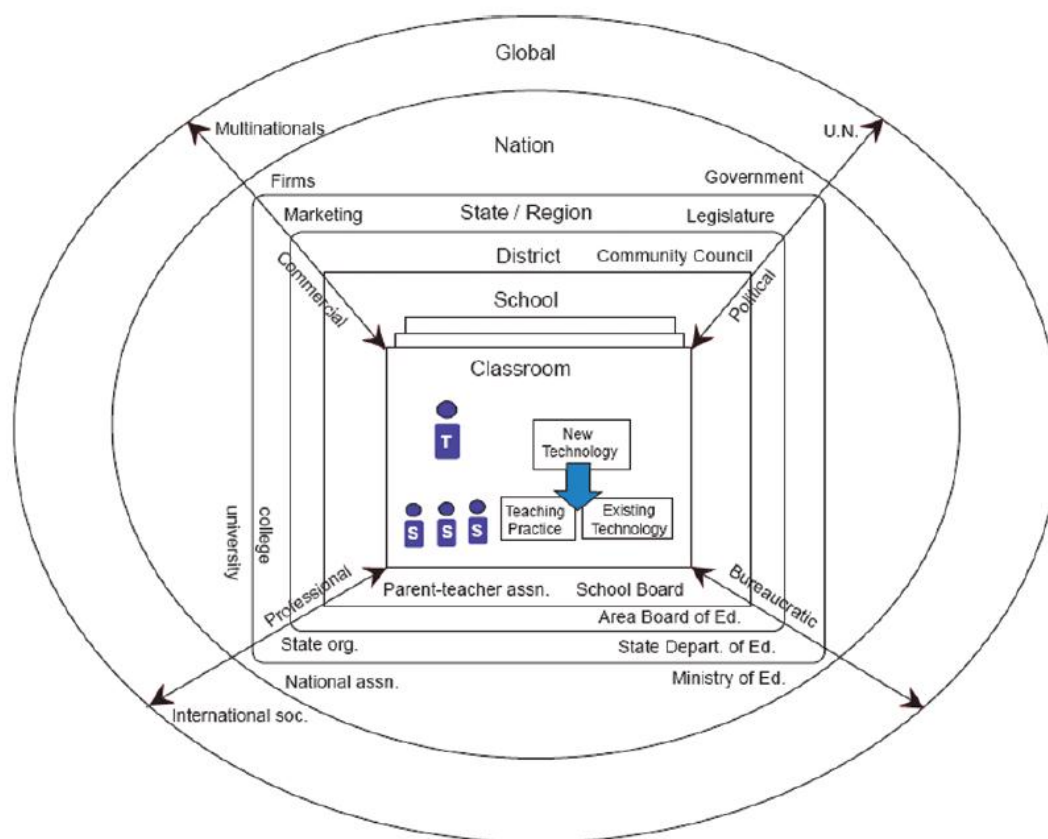 Global
Multinationals
U.N.
Nation
Firms
Government
Marketing
State / Region
Legislature
District
Community Council
Commercial
Political
School
Classroom
T
New
Technology
S S S
Teaching
Practice
Existing
Technology
university
college
Professional
Bureaucratic
Parent-teacher assn.
School Board
Area Board of Ed.
State org.
State Depart. of Ed.
National assn.
Ministry of Ed.
International soc.